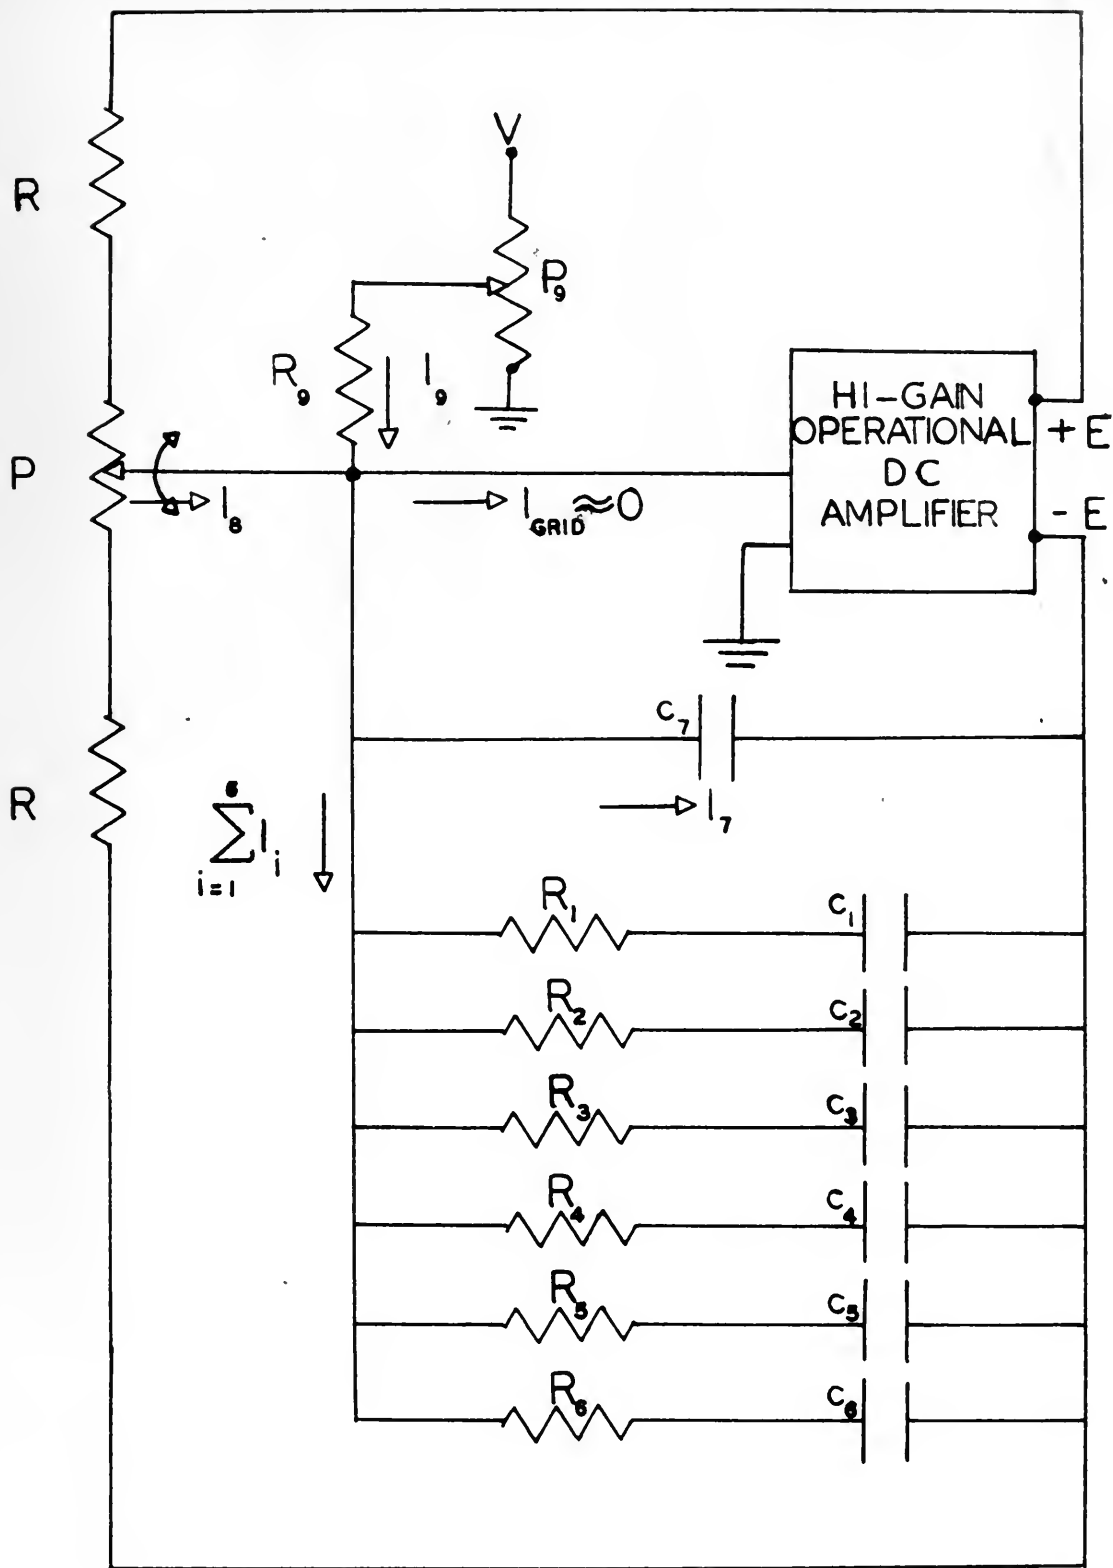 R
V
P₉
R₉
I₉
HI-GAIN
OPERATIONAL
DC
AMPLIFIER
+ E
- E
P
I₈
I GRID ≈ 0
C₇
I₇
R
6
∑ Iᵢ
i = 1
R₁
C₁
R₂
C₂
R₃
C₃
R₄
C₄
R₅
C₅
R₆
C₆